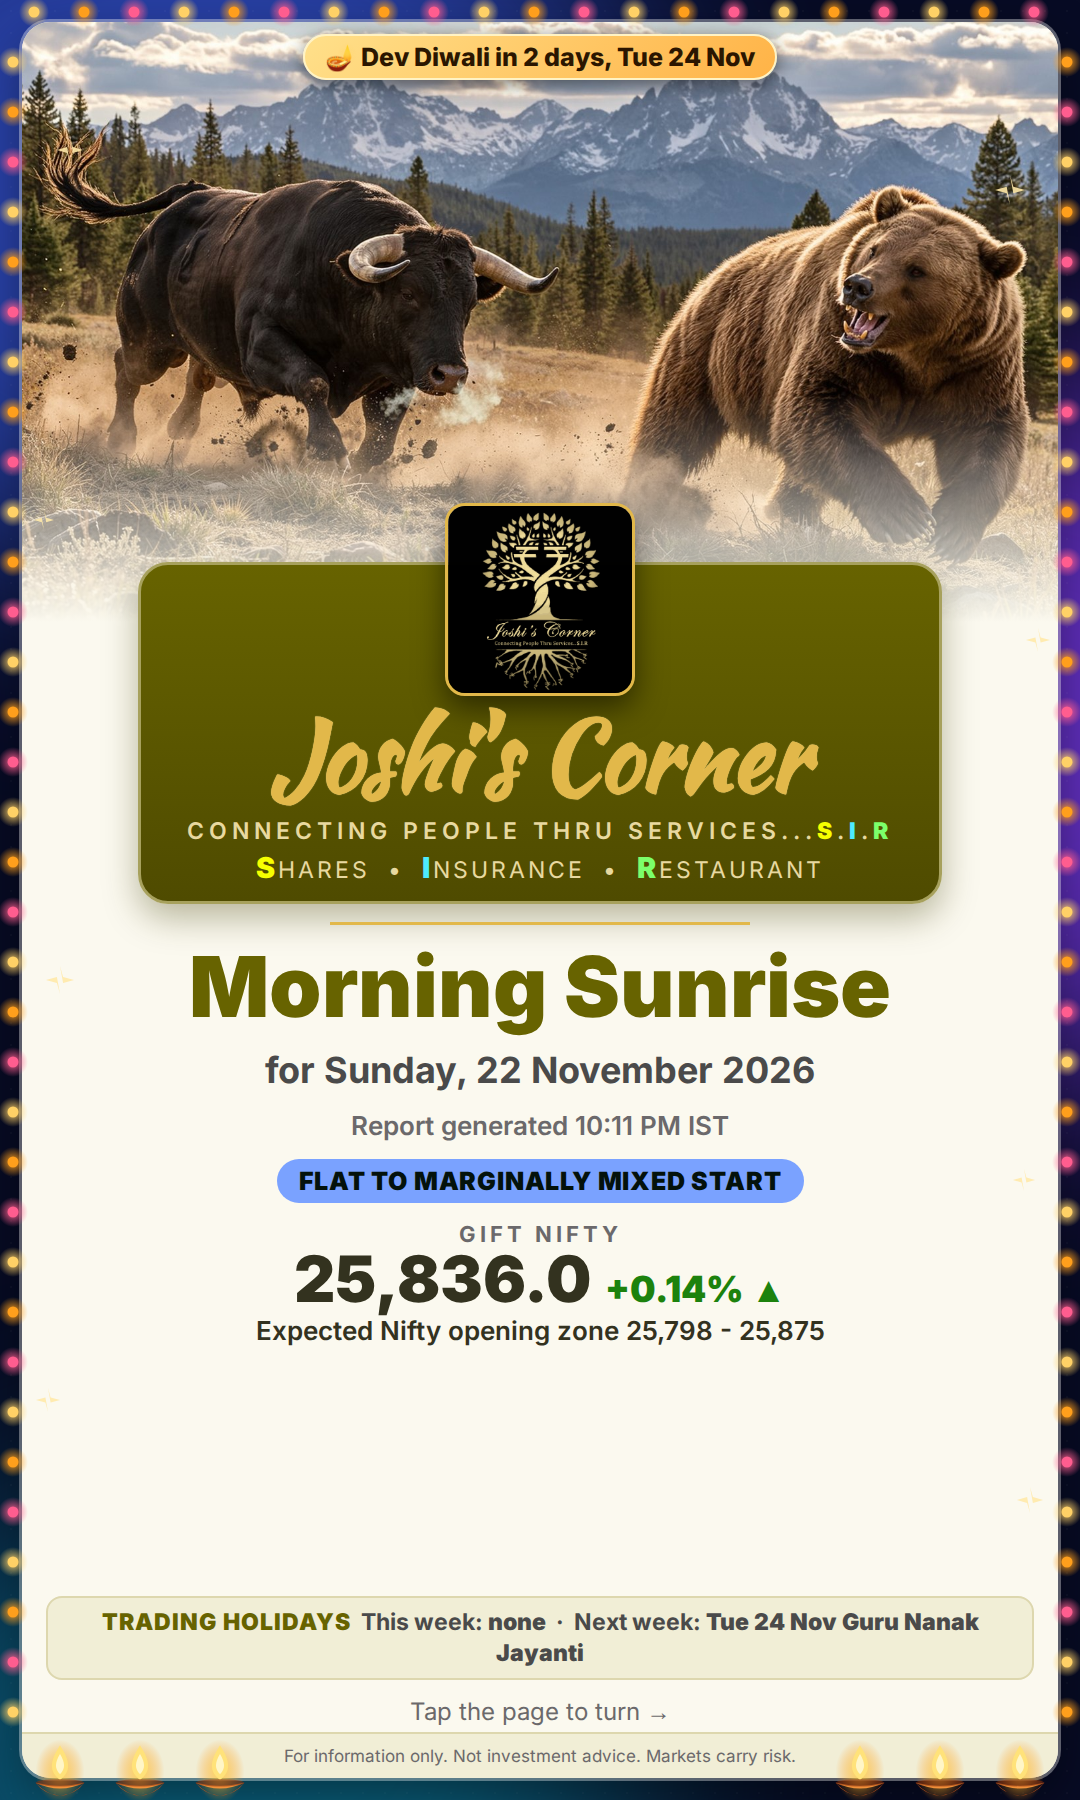 Dev Diwali in 2 days, Tue 24 Nov
Joshi's Corner
Connecting People Thru Services...S.I.R
Joshi's Corner
CONNECTING PEOPLE THRU SERVICES...S.I.R
SHARES • INSURANCE • RESTAURANT
Morning Sunrise
for Sunday, 22 November 2026
Report generated 10:11 PM IST
FLAT TO MARGINALLY MIXED START
GIFT NIFTY
25,836.0 +0.14% ▲
Expected Nifty opening zone 25,798 - 25,875
TRADING HOLIDAYS This week: none · Next week: Tue 24 Nov Guru Nanak
Jayanti
Tap the page to turn →
For information only. Not investment advice. Markets carry risk.